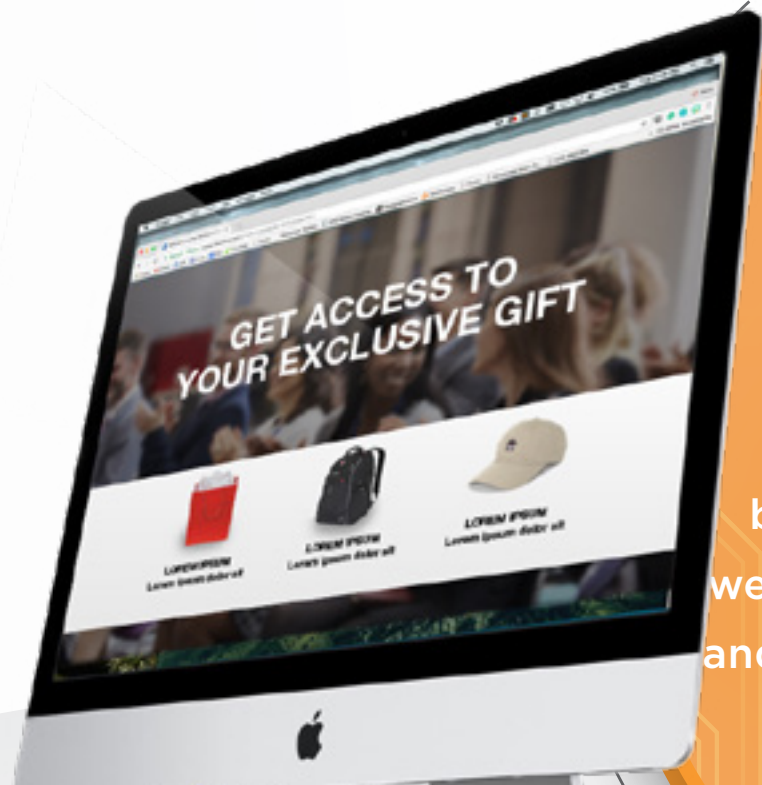 GET ACCESS TO
YOUR EXCLUSIVE GIFT
LOREM IPSUM
Lorem ipsum dolor sit
LOREM IPSUM
Lorem ipsum dolor sit
LOREM IPSUM
Lorem ipsum dolor sit
b
we
and